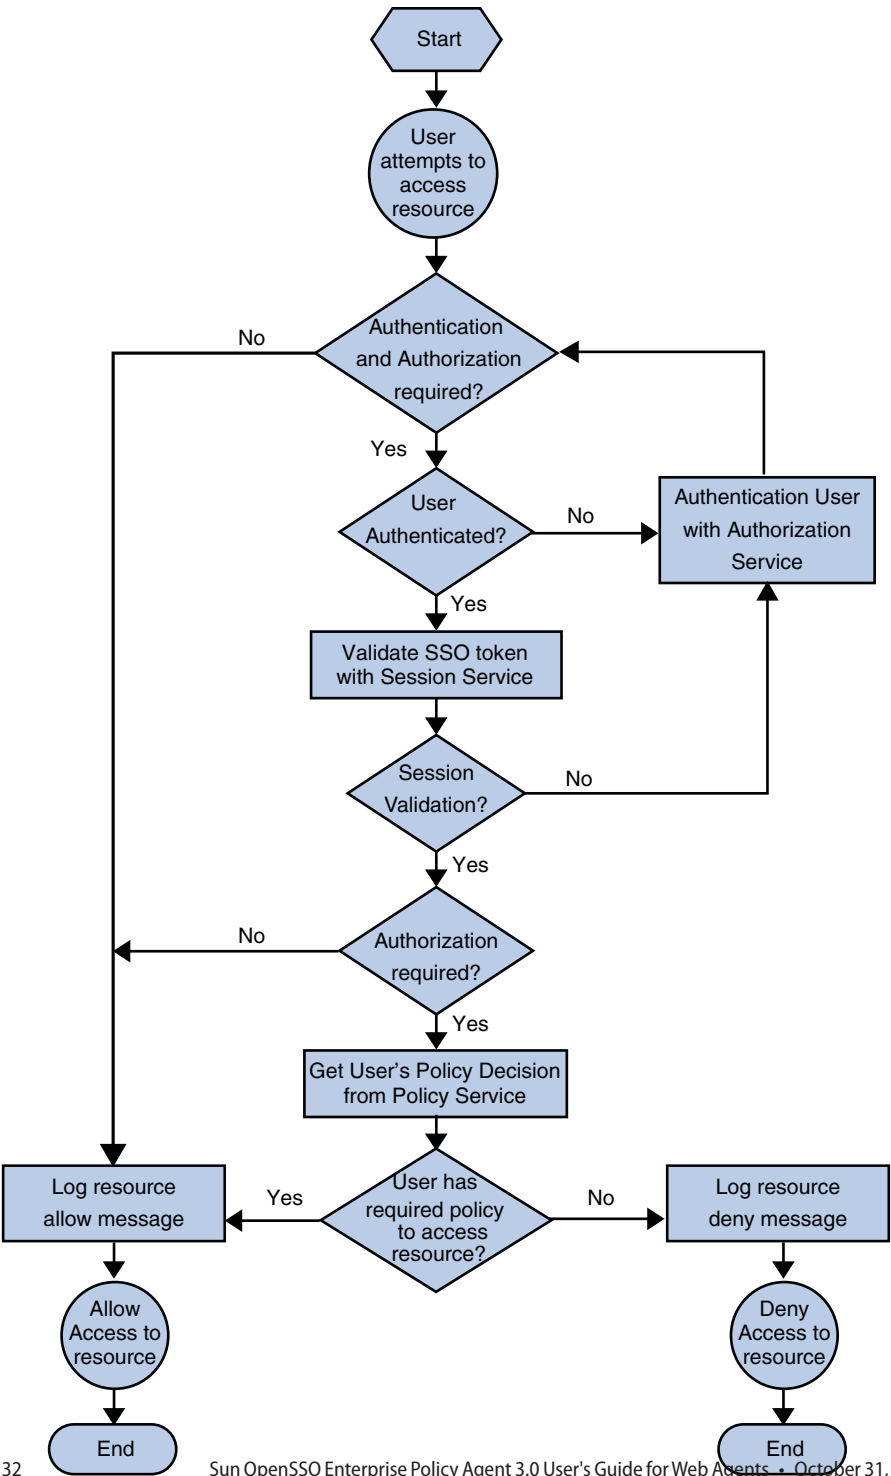 Start
User
attempts to
access
resource
Authentication
and Authorization
required?
No
Yes
User
Authenticated?
No
Authentication User
with Authorization
Service
Yes
Validate SSO token
with Session Service
Session
Validation?
No
Yes
Authorization
required?
No
Yes
Get User's Policy Decision
from Policy Service
User has
required policy
to access
resource?
Yes
No
Log resource
allow message
Log resource
deny message
Allow
Access to
resource
Deny
Access to
resource
End
End
32
Sun OpenSSO Enterprise Policy Agent 3.0 User's Guide for Web Agents • October 31,